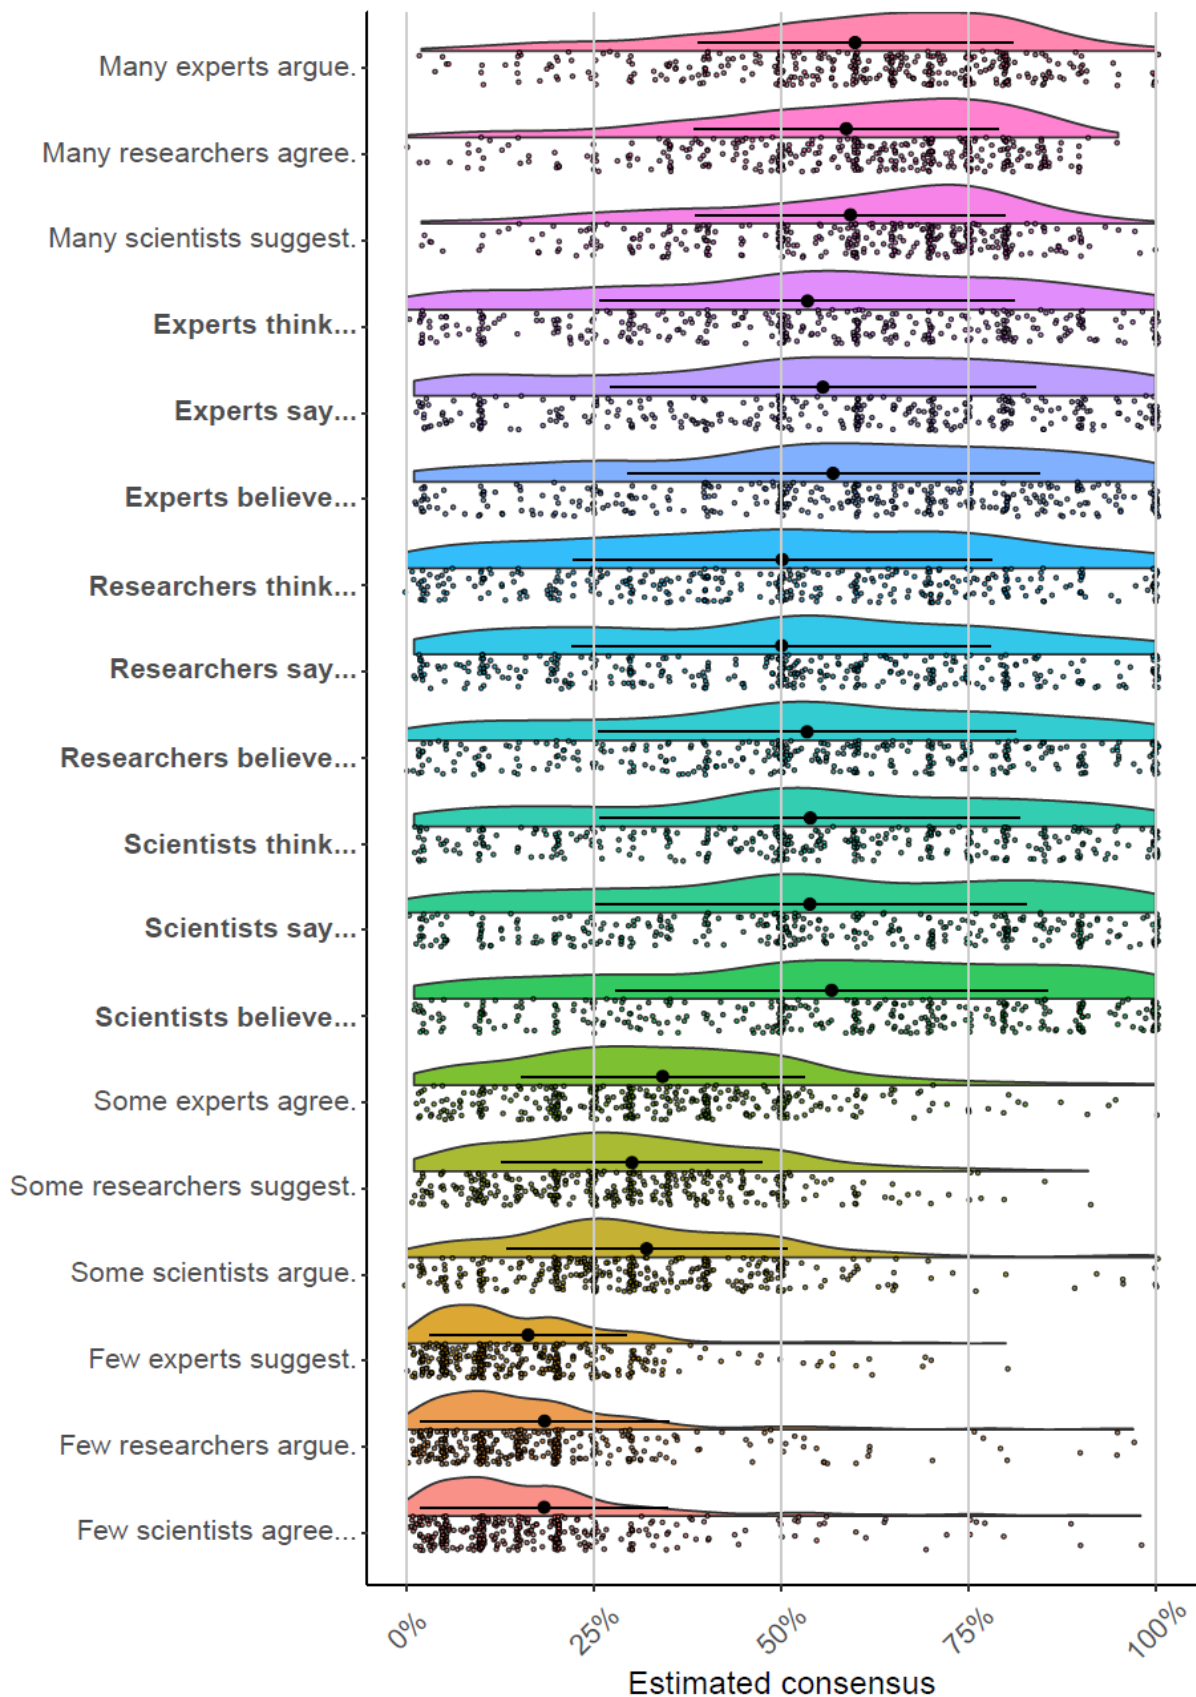 Many experts argue.
Many researchers agree.
Many scientists suggest.
Experts think...
Experts say...
Experts believe...
Researchers think...
Researchers say...
Researchers believe...
Scientists think...
Scientists say...
Scientists believe...
Some experts agree.
Some researchers suggest.
Some scientists argue.
Few experts suggest.
Few researchers argue.
Few scientists agree...
0%
25%
50%
75%
100%
Estimated consensus